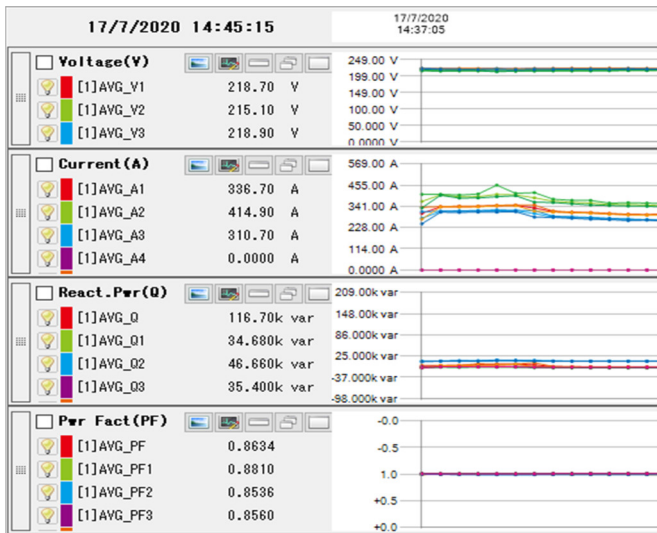 17/7/2020 14:45:15
17/7/2020
14:37:05
Voltage(V)
[1]AVG_V1 218.70 V
[1]AVG_V2 215.10 V
[1]AVG_V3 218.90 V
249.00 V
199.00 V
149.00 V
100.00 V
50.000 V
0.0000 V
Current(A)
[1]AVG_A1 336.70 A
[1]AVG_A2 414.90 A
[1]AVG_A3 310.70 A
[1]AVG_A4 0.0000 A
569.00 A
455.00 A
341.00 A
228.00 A
114.00 A
0.0000 A
React.Pwr(Q)
[1]AVG_Q 116.70k var
[1]AVG_Q1 34.680k var
[1]AVG_Q2 46.660k var
[1]AVG_Q3 35.400k var
209.00k var
148.00k var
86.000k var
25.000k var
-37.000k var
-98.000k var
Pwr Fact(PF)
[1]AVG_PF 0.8634
[1]AVG_PF1 0.8810
[1]AVG_PF2 0.8536
[1]AVG_PF3 0.8560
-0.0
-0.5
1.0
+0.5
+0.0